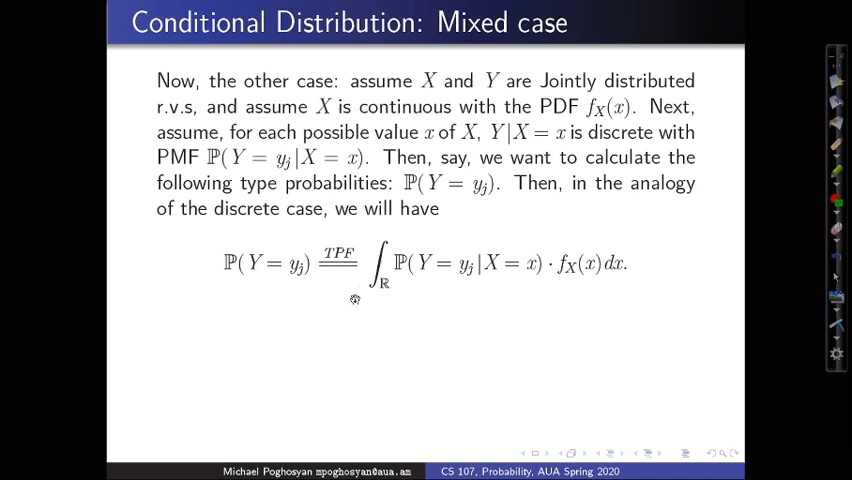 Conditional Distribution: Mixed case
Now, the other case: assume X and Y are Jointly distributed
r.v.s, and assume X is continuous with the PDF f_X(x). Next,
assume, for each possible value x of X, Y|X = x is discrete with
PMF ℙ(Y = y_j|X = x). Then, say, we want to calculate the
following type probabilities: ℙ(Y = y_j). Then, in the analogy
of the discrete case, we will have
ℙ(Y = y_j) \overset{TPF}{=} ∫_ℝ ℙ(Y = y_j|X = x) · f_X(x)dx.
Michael Poghosyan mpoghosyan@aua.am CS 107, Probability, AUA Spring 2020